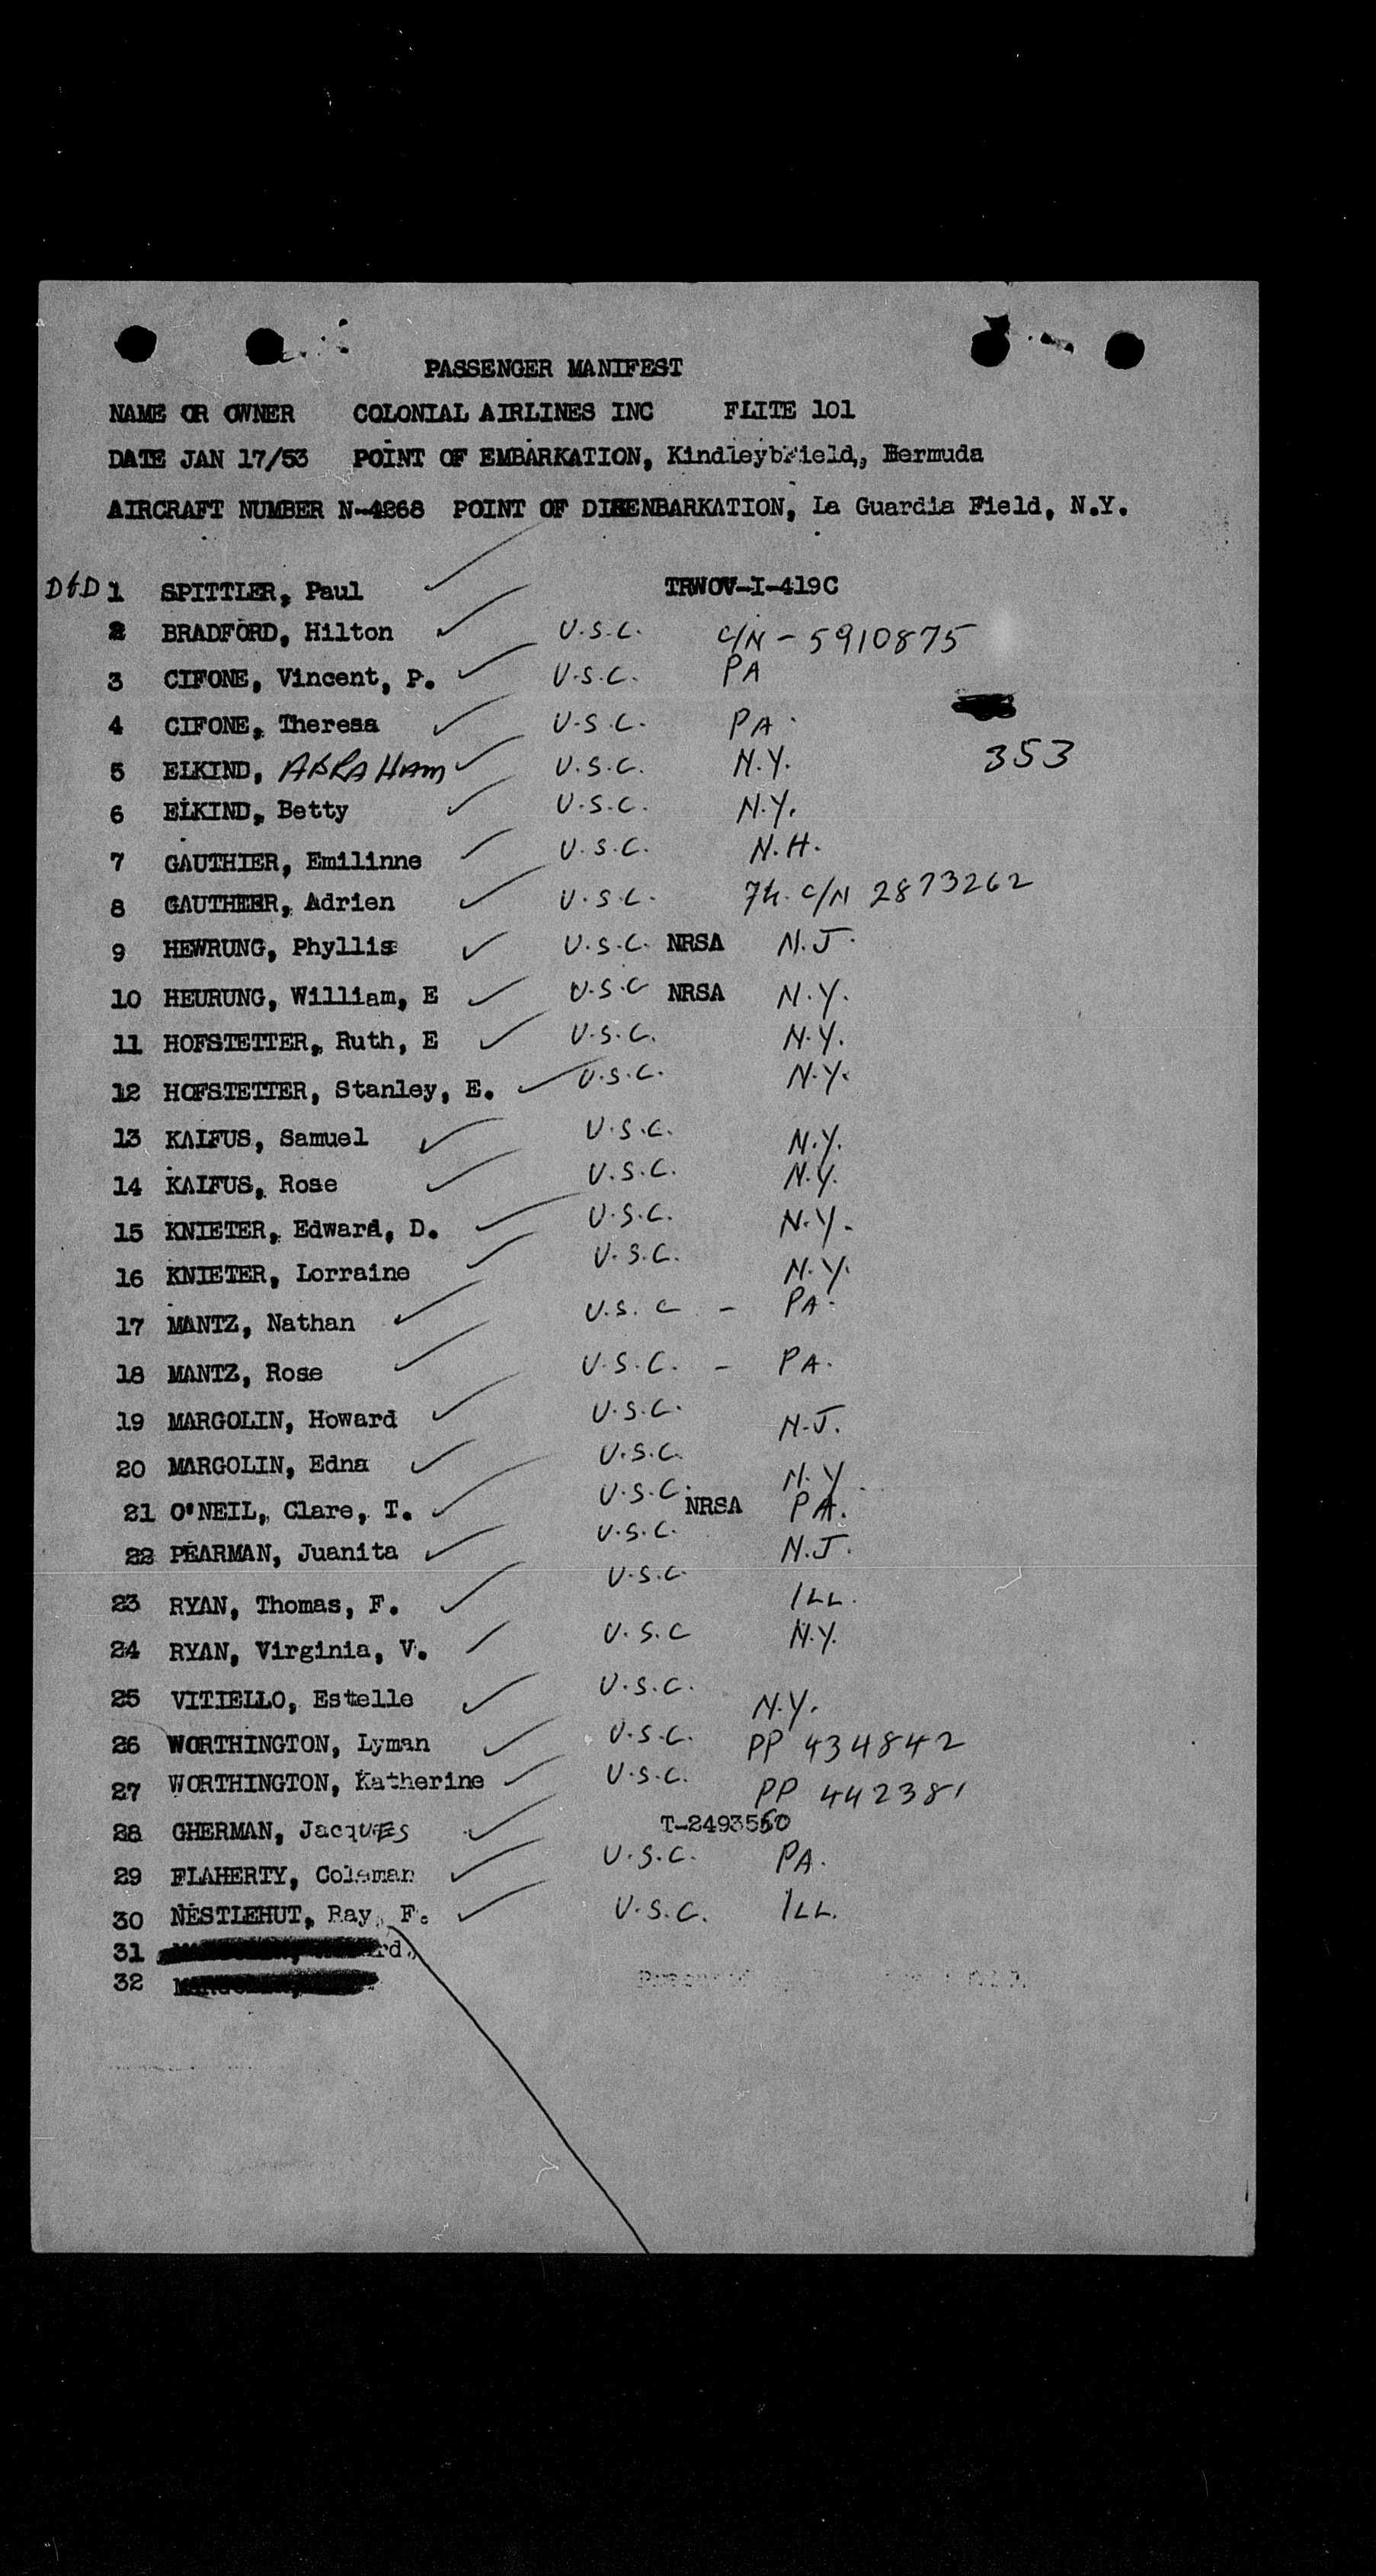 PASSENGER MANIFEST
NAME OR OWNER COLONIAL AIRLINES INC FLITE 101
DATE JAN 17/53 POINT OF EMBARKATION, Kindleyb Field, Bermuda
AIRCRAFT NUMBER N-4268 POINT OF DISENBARKATION, La Guardia Field, N.Y.
1 SPITTLER, Paul TRWOV-I-419C
2 BRADFORD, Hilton U.S.C. C/N - 5910875
3 CIFONE, Vincent, P. U.S.C. PA
4 CIFONE, Theresa U.S.C. PA.
5 ELKIND, ABRAHAM U.S.C. N.Y. 353
6 ELKIND, Betty U.S.C. N.Y.
7 GAUTHIER, Emilinne U.S.C. N.H.
8 GAUTHEER, Adrien U.S.C. C/N 2873262
9 HEWRUNG, Phyllis U.S.C. NRSA N.J.
10 HEURUNG, William, E U.S.C NRSA N.Y.
11 HOFSTETTER, Ruth, E U.S.C. N.Y.
12 HOFSTETTER, Stanley, E. U.S.C. N.Y.
13 KAIFUS, Samuel U.S.C. N.Y.
14 KAIFUS, Rose U.S.C. N.Y.
15 KNIETER, Edward, D. U.S.C. N.Y.
16 KNIETER, Lorraine U.S.C. N.Y.
17 MANTZ, Nathan U.S.C - PA.
18 MANTZ, Rose U.S.C. - PA.
19 MARGOLIN, Howard U.S.C. N.J.
20 MARGOLIN, Edna U.S.C. N.Y.
21 O'NEIL, Clare, T. U.S.C. NRSA PA.
22 PEARMAN, Juanita U.S.C. N.J.
23 RYAN, Thomas, F. U.S.C. ILL.
24 RYAN, Virginia, V. U.S.C N.Y.
25 VITIELLO, Estelle U.S.C. N.Y.
26 WORTHINGTON, Lyman U.S.C. PP 434842
27 WORTHINGTON, Katherine U.S.C. PP 442381
28 GHERMAN, JacquES T-2493550
29 FLAHERTY, Coleman U.S.C. PA.
30 NESTLEHUT, Ray, F. U.S.C. ILL.
31
32